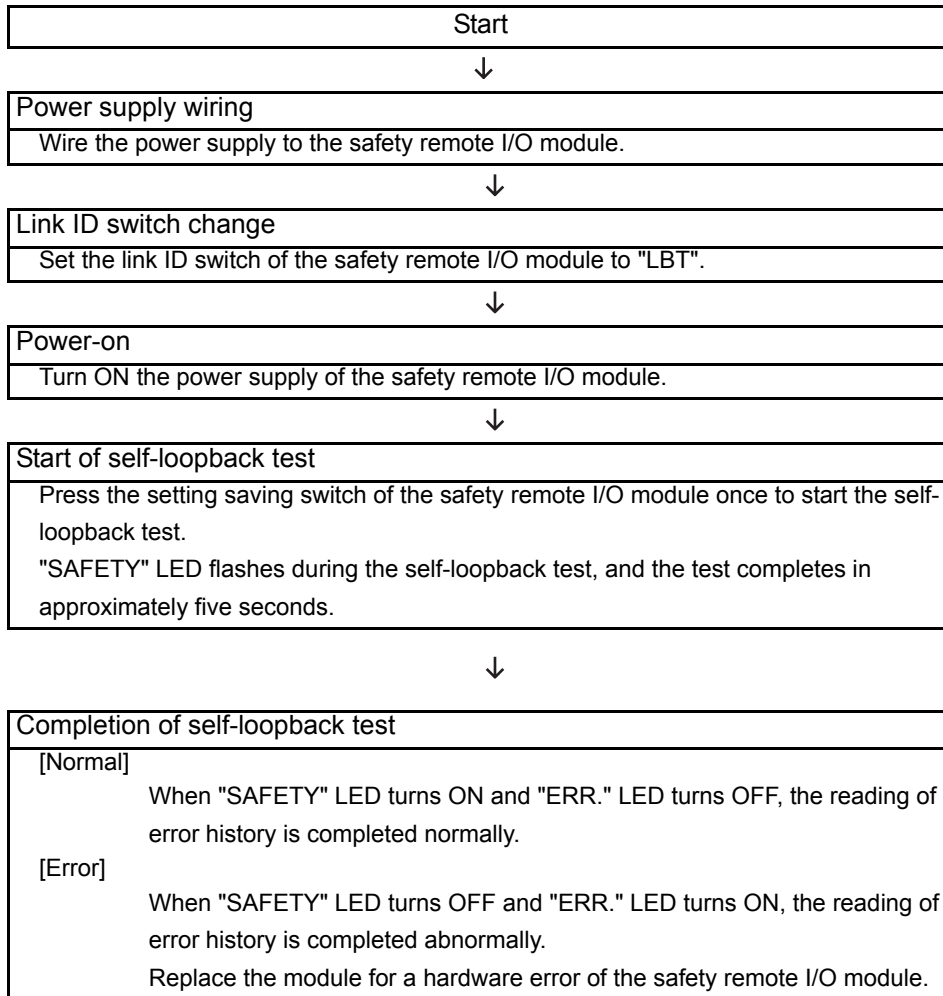 Start
↓
Power supply wiring
Wire the power supply to the safety remote I/O module.
↓
Link ID switch change
Set the link ID switch of the safety remote I/O module to "LBT".
↓
Power-on
Turn ON the power supply of the safety remote I/O module.
↓
Start of self-loopback test
Press the setting saving switch of the safety remote I/O module once to start the self-
loopback test.
"SAFETY" LED flashes during the self-loopback test, and the test completes in
approximately five seconds.
↓
Completion of self-loopback test
[Normal]
When "SAFETY" LED turns ON and "ERR." LED turns OFF, the reading of
error history is completed normally.
[Error]
When "SAFETY" LED turns OFF and "ERR." LED turns ON, the reading of
error history is completed abnormally.
Replace the module for a hardware error of the safety remote I/O module.